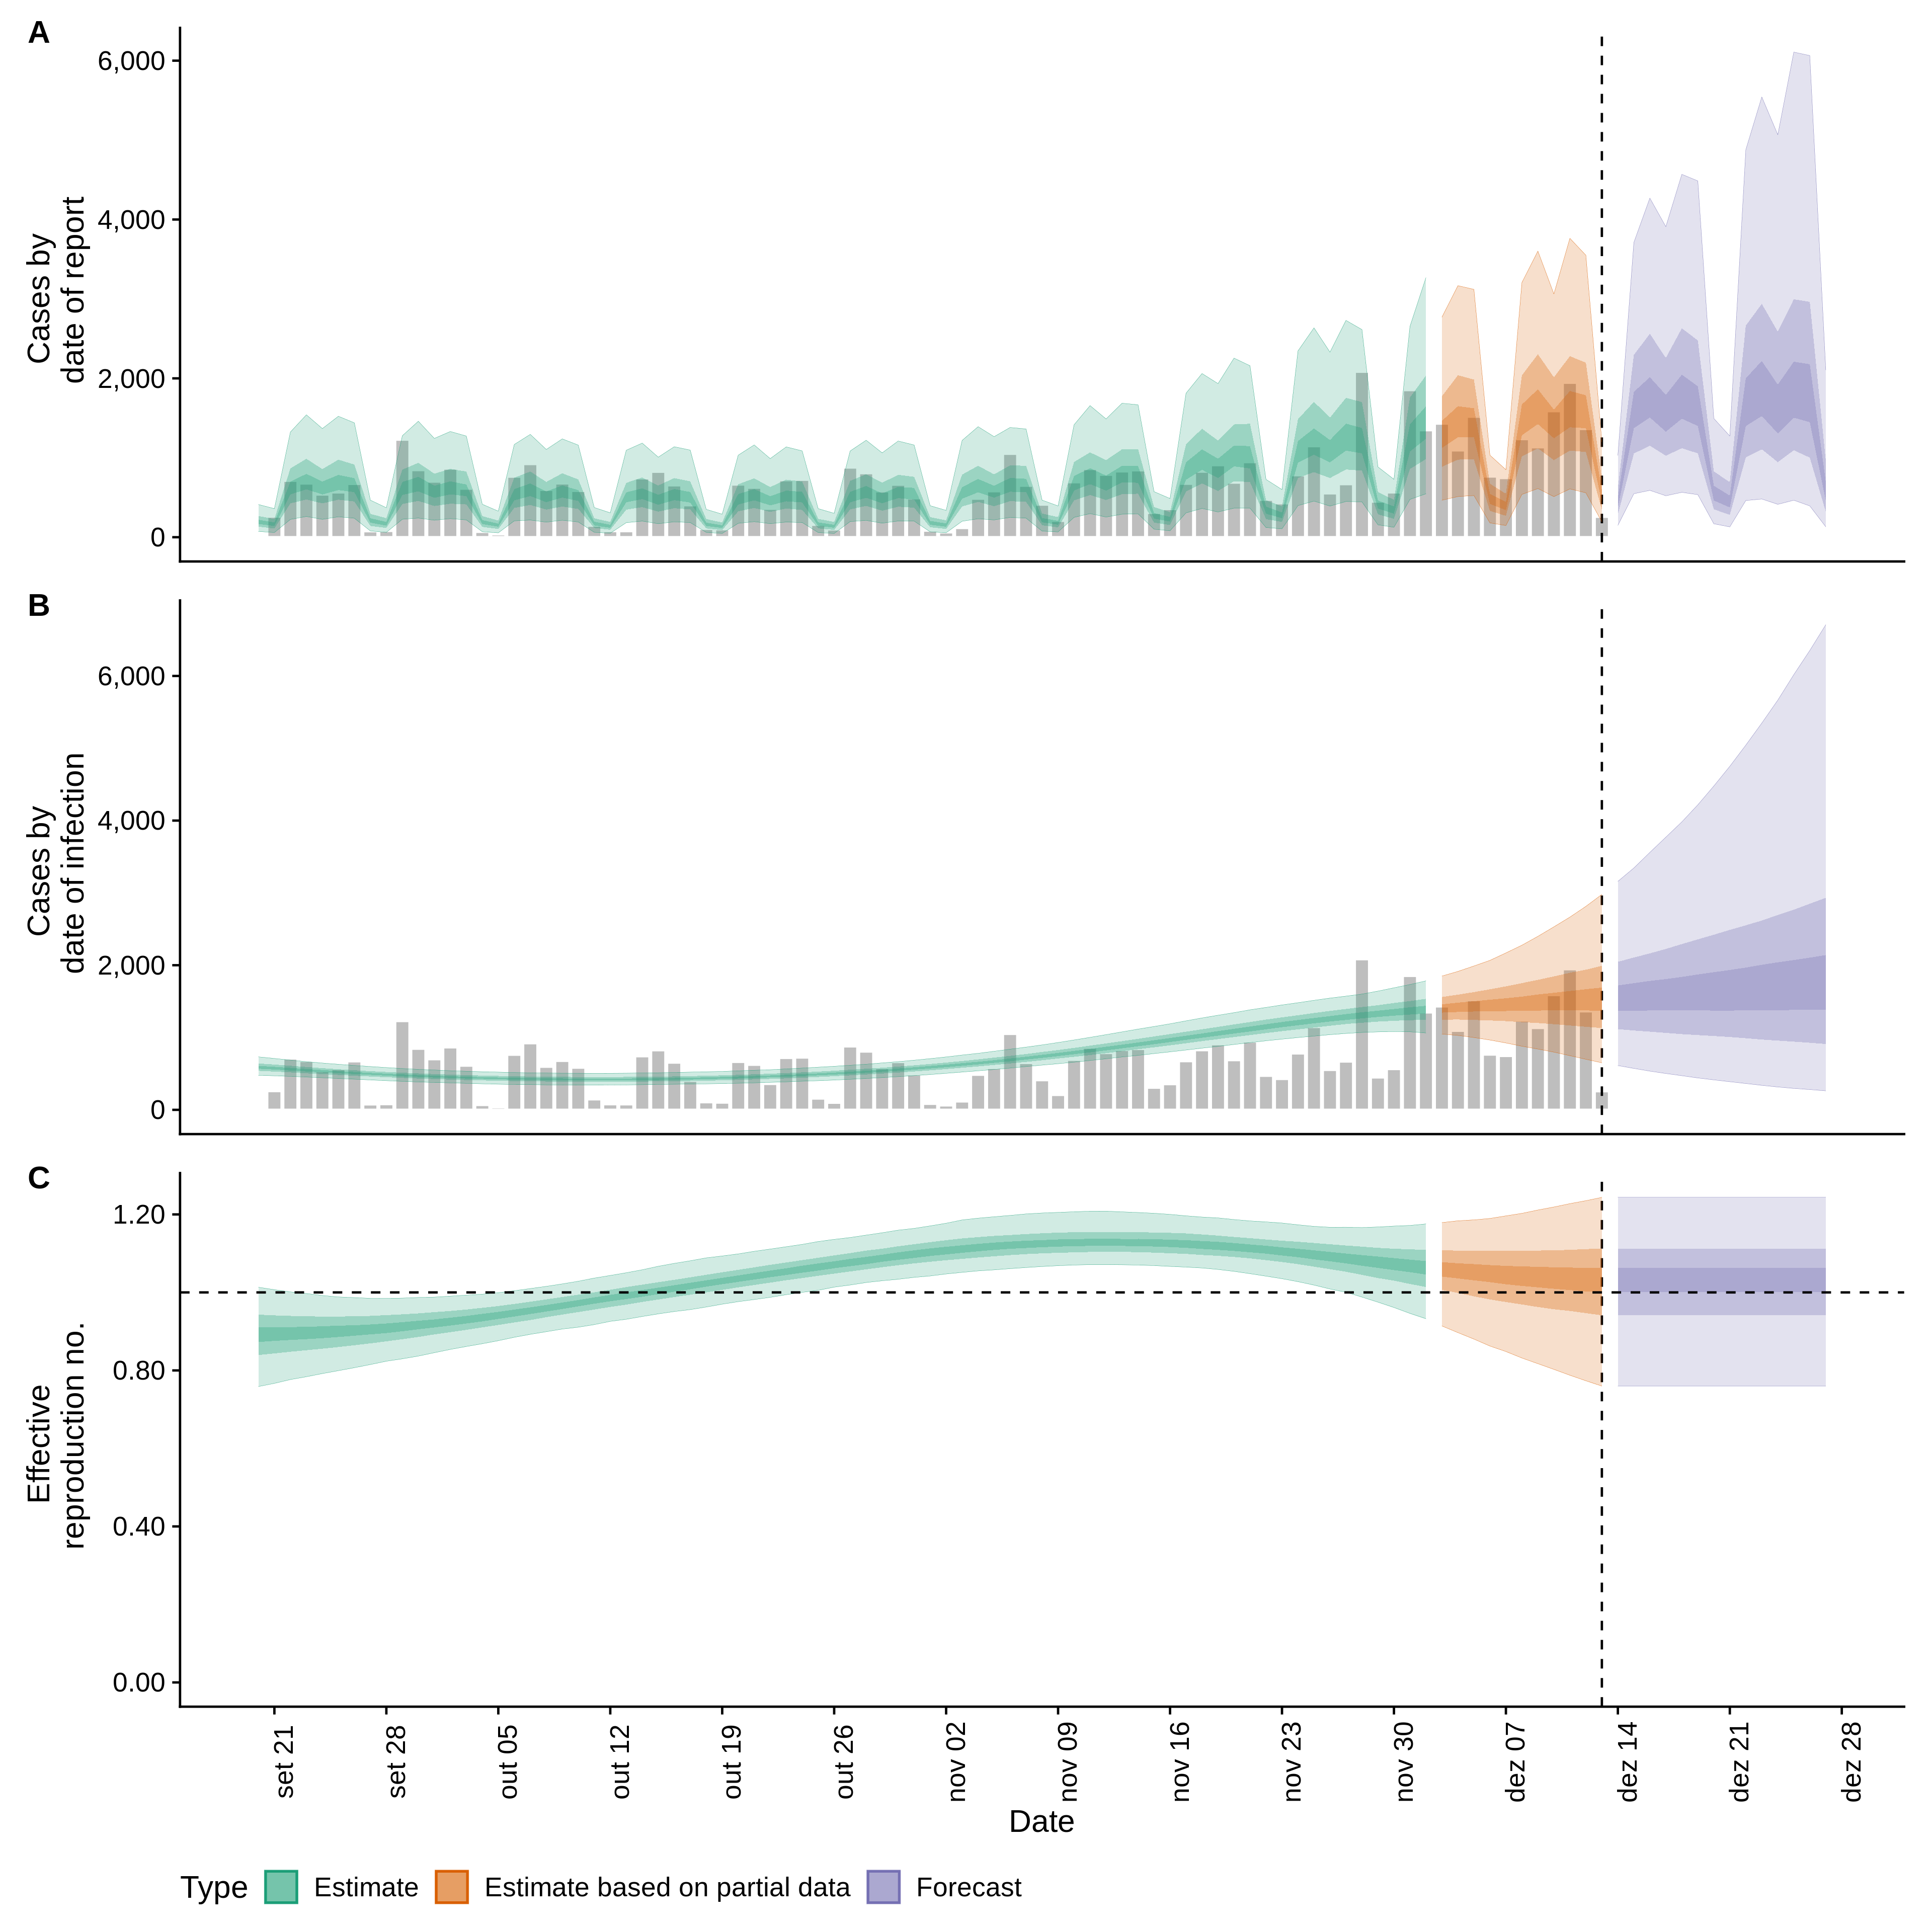 A
6,000
4,000
2,000
0
Cases by
date of report
B
6,000
4,000
2,000
0
Cases by
date of infection
C
1.20
0.80
0.40
0.00
Effective
reproduction no.
set 21
set 28
out 05
out 12
out 19
out 26
nov 02
nov 09
nov 16
nov 23
nov 30
dez 07
dez 14
dez 21
dez 28
Date
Type Estimate Estimate based on partial data Forecast